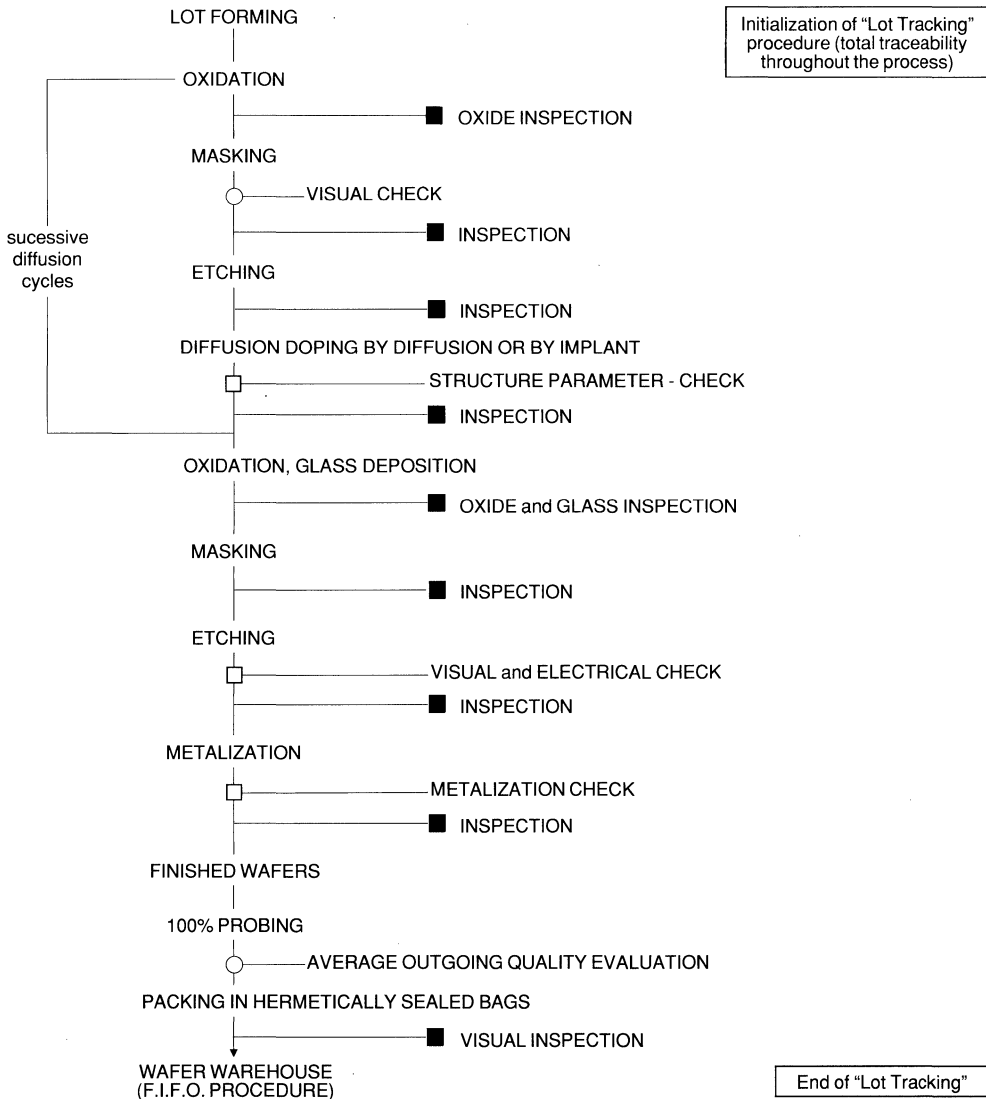 LOT FORMING
Initialization of “Lot Tracking”
procedure (total traceability
throughout the process)
OXIDATION
OXIDE INSPECTION
MASKING
VISUAL CHECK
INSPECTION
sucessive
diffusion
cycles
ETCHING
INSPECTION
DIFFUSION DOPING BY DIFFUSION OR BY IMPLANT
STRUCTURE PARAMETER - CHECK
INSPECTION
OXIDATION, GLASS DEPOSITION
OXIDE and GLASS INSPECTION
MASKING
INSPECTION
ETCHING
VISUAL and ELECTRICAL CHECK
INSPECTION
METALIZATION
METALIZATION CHECK
INSPECTION
FINISHED WAFERS
100% PROBING
AVERAGE OUTGOING QUALITY EVALUATION
PACKING IN HERMETICALLY SEALED BAGS
VISUAL INSPECTION
WAFER WAREHOUSE
(F.I.F.O. PROCEDURE)
End of “Lot Tracking”